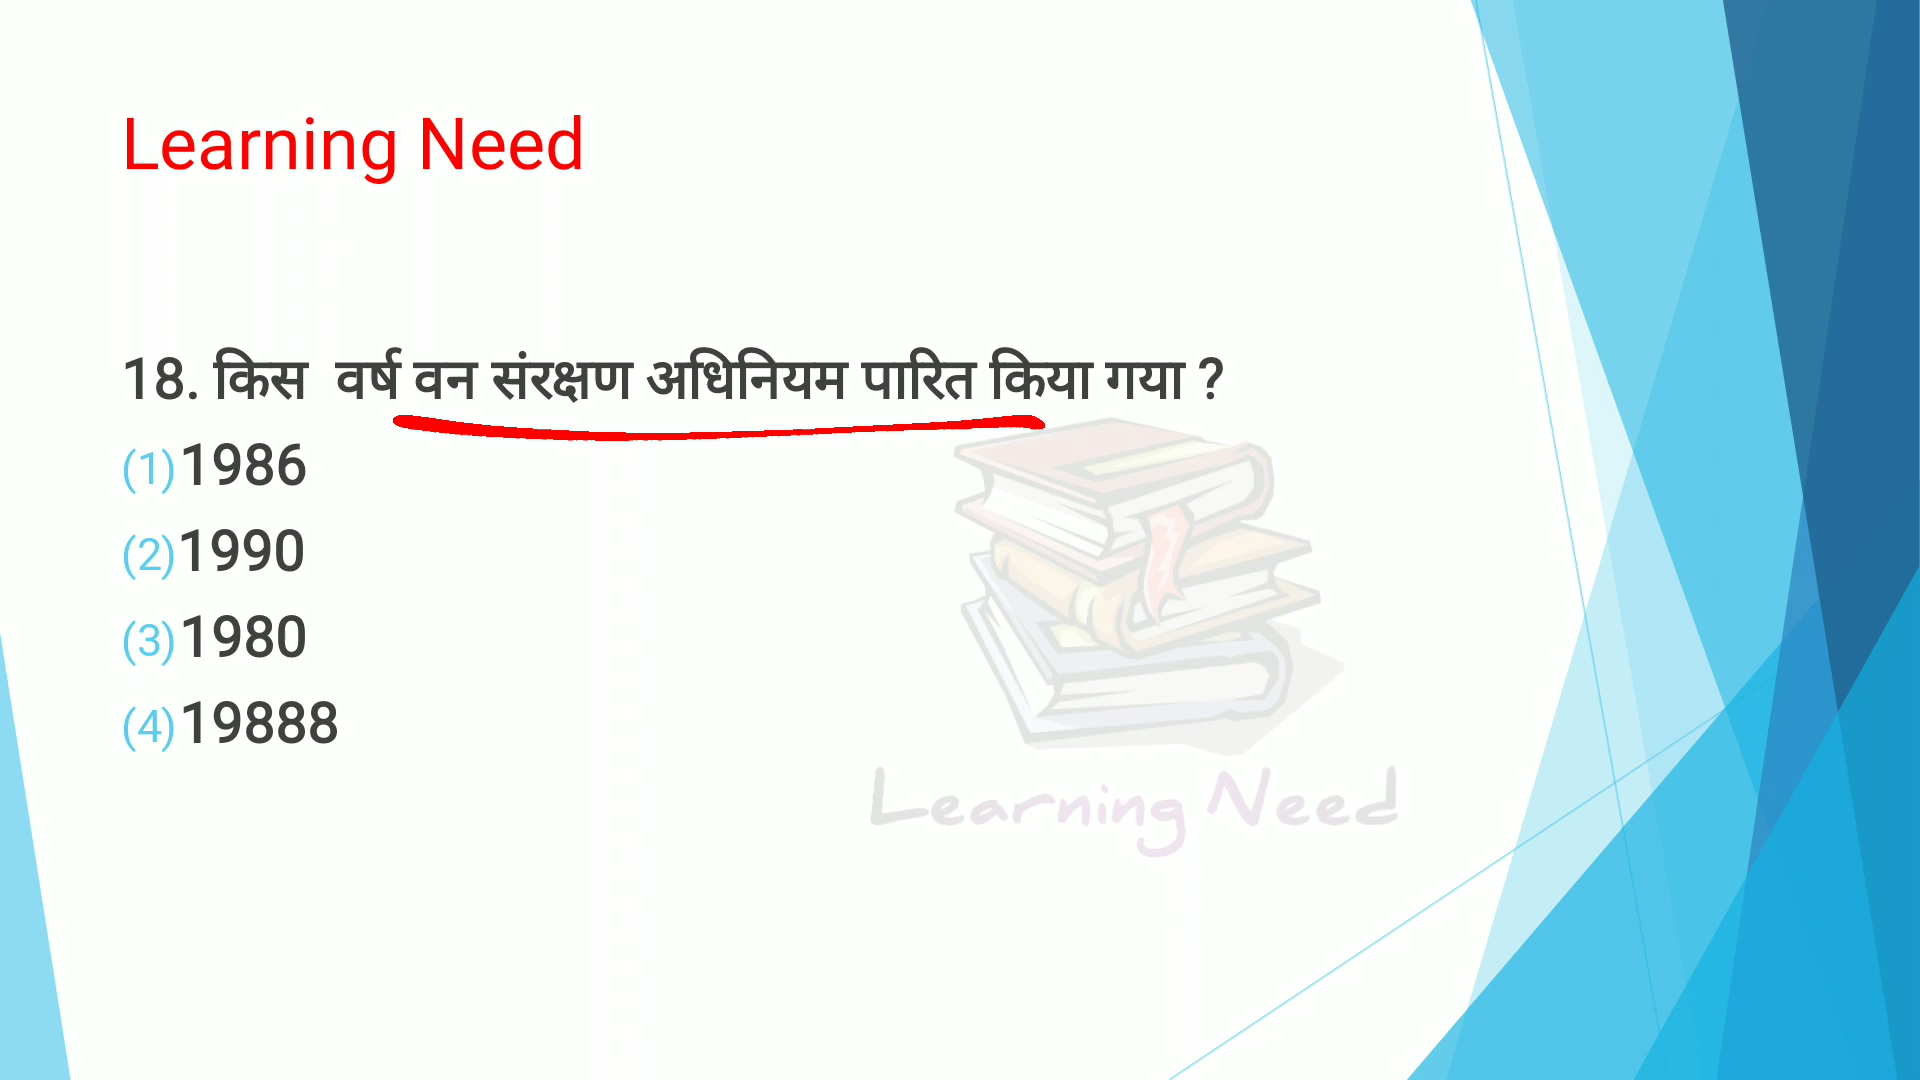 Learning Need
18. किस वर्ष वन संरक्षण अधिनियम पारित किया गया ?
(1) 1986
(2) 1990
(3) 1980
(4) 19888
Learning Need